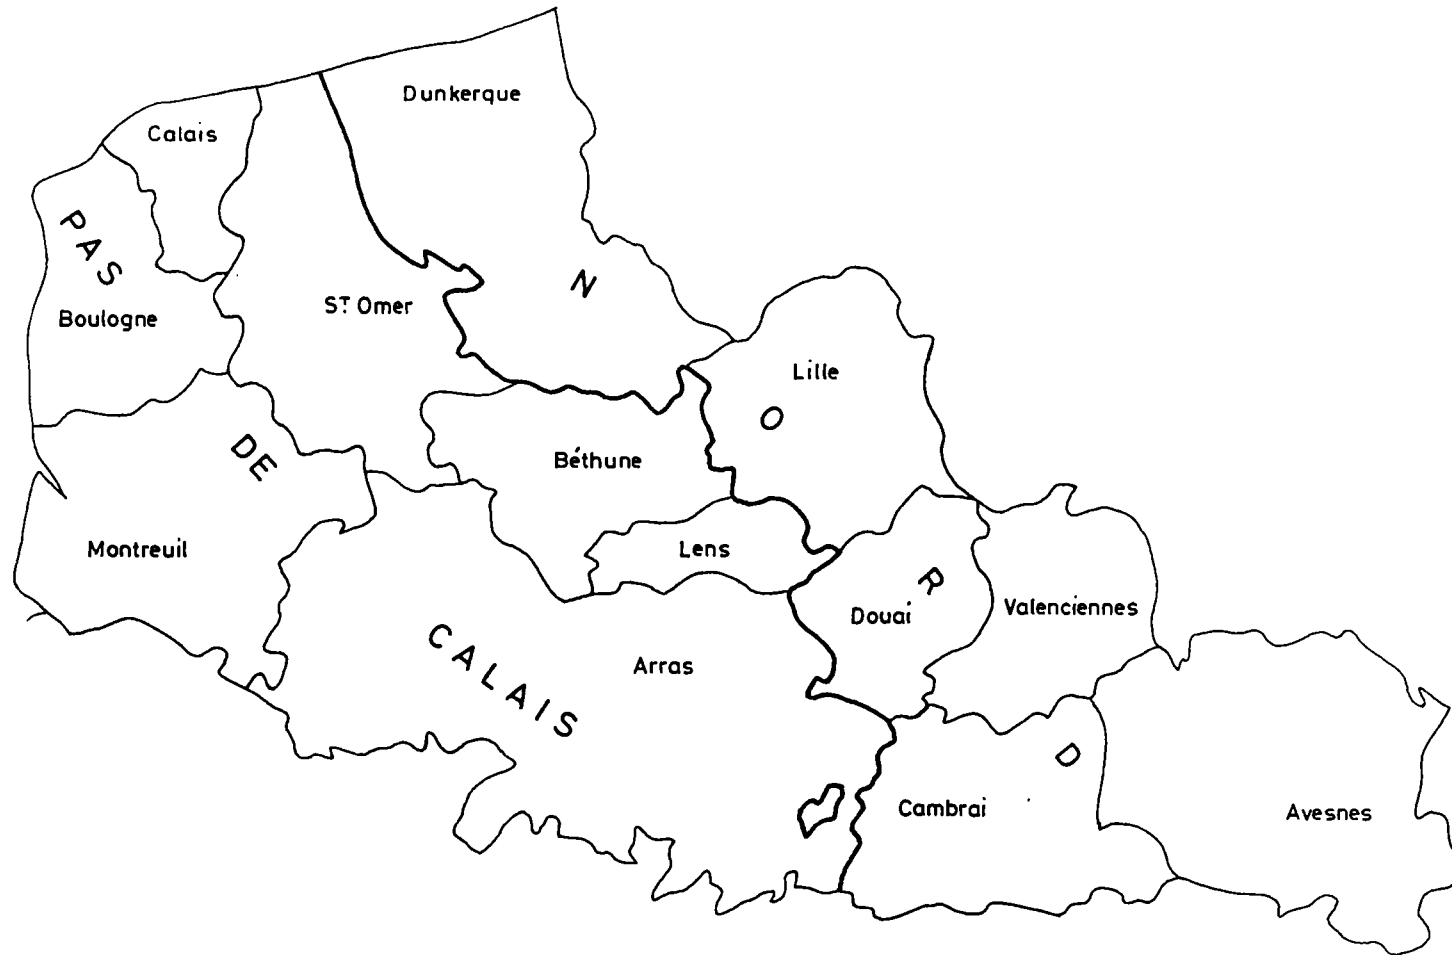 Dunkerque
Calais
PAS
N
St Omer
Boulogne
Lille
O
DE
Béthune
Montreuil
Lens
R
Douai
Valenciennes
CALAIS
Arras
D
Cambrai
Avesnes